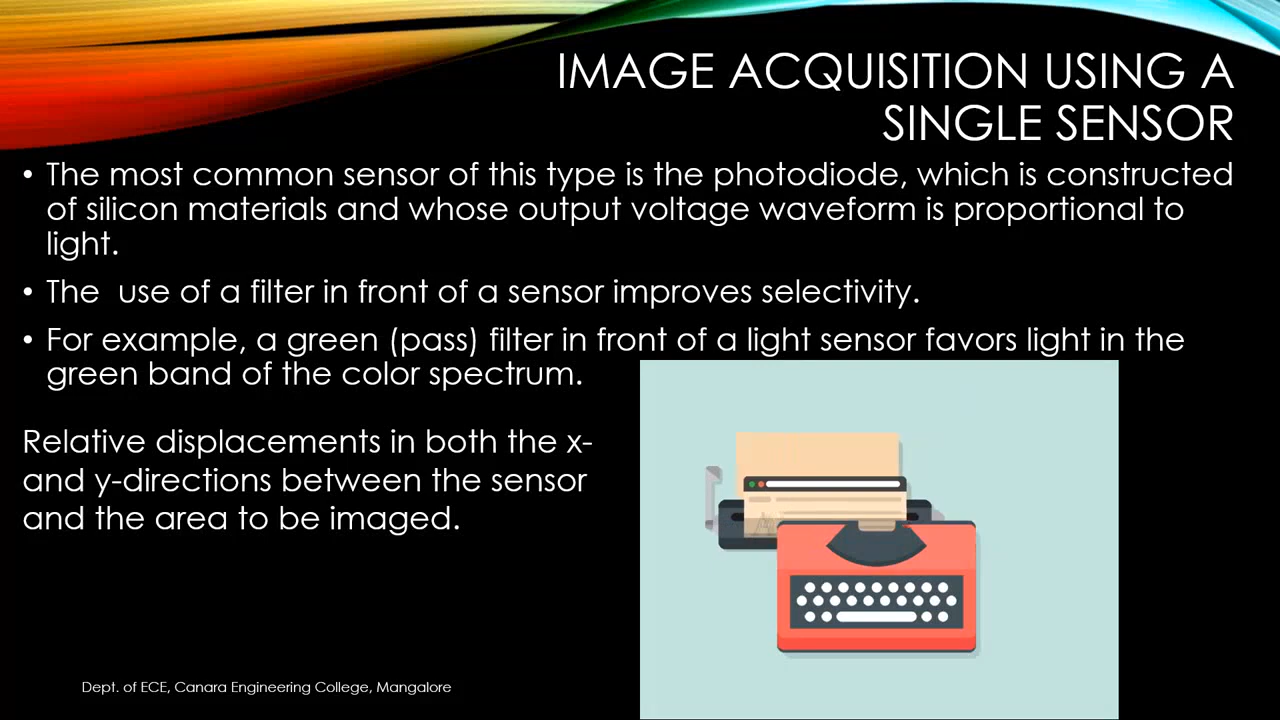 IMAGE ACQUISITION USING A
SINGLE SENSOR
• The most common sensor of this type is the photodiode, which is constructed
of silicon materials and whose output voltage waveform is proportional to
light.
• The  use of a filter in front of a sensor improves selectivity.
• For example, a green (pass) filter in front of a light sensor favors light in the
green band of the color spectrum.
Relative displacements in both the x-
and y-directions between the sensor
and the area to be imaged.
Dept. of ECE, Canara Engineering College, Mangalore